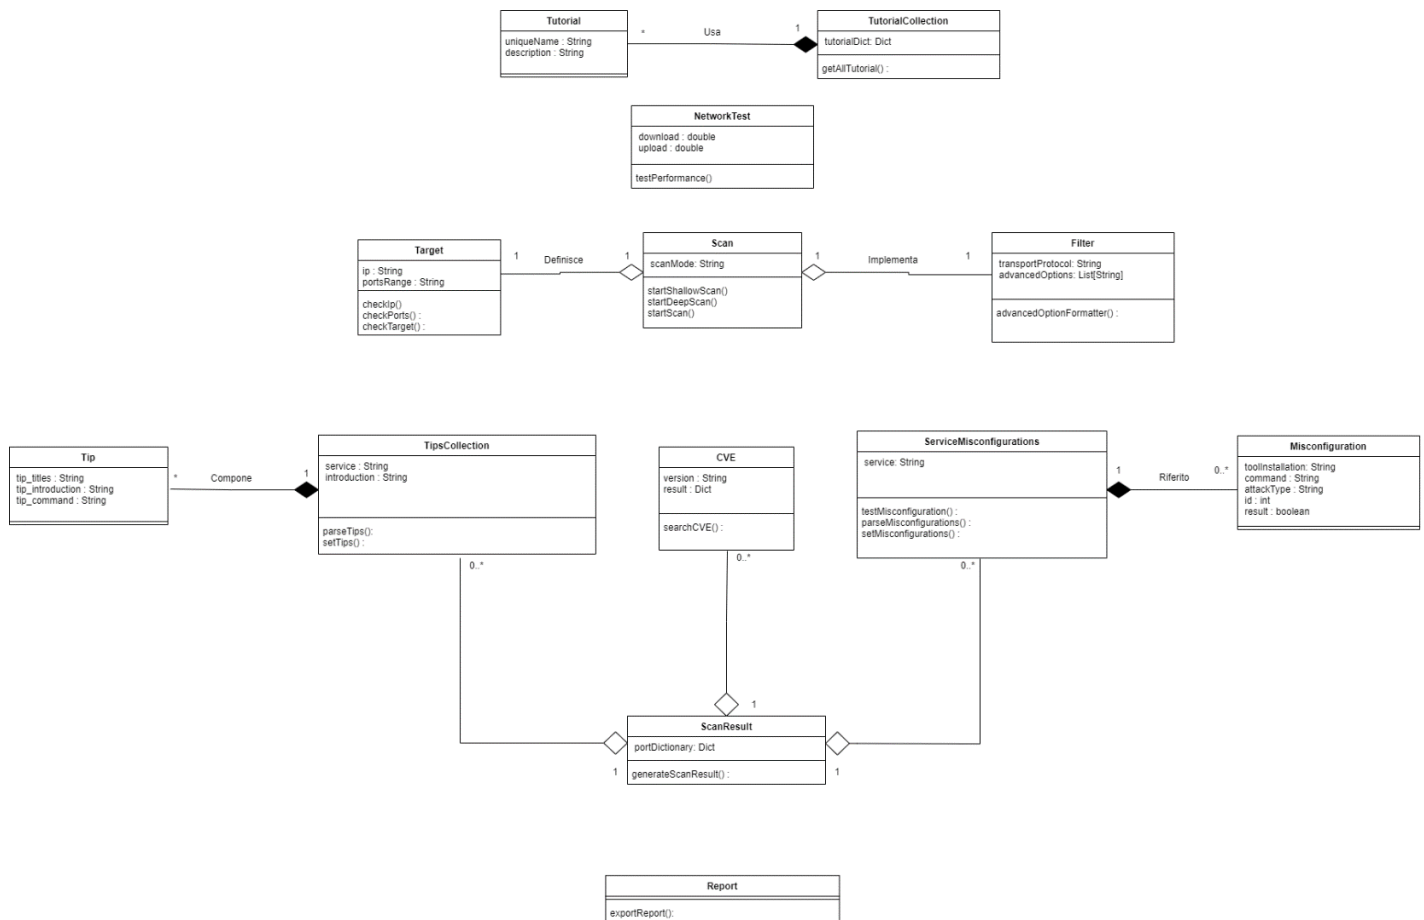 Tutorial
uniqueName : String
description : String
*
Usa
1
TutorialCollection
tutorialDict: Dict
getAllTutorial() :
NetworkTest
download : double
upload : double
testPerformance()
Target
ip : String
portsRange : String
checkIp()
checkPorts() :
checkTarget() :
1
Definisce
1
Scan
scanMode: String
startShallowScan()
startDeepScan()
startScan()
1
Implementa
1
Filter
transportProtocol: String
advancedOptions: List[String]
advancedOptionFormatter() :
Tip
tip_titles : String
tip_introduction : String
tip_command : String
*
Compone
1
TipsCollection
service : String
introduction : String
parseTips():
setTips() :
0..*
CVE
version : String
result : Dict
searchCVE() :
0..*
ServiceMisconfigurations
service: String
testMisconfiguration() :
parseMisconfigurations() :
setMisconfigurations() :
0..*
1
Riferito
0..*
Misconfiguration
toolInstallation: String
command : String
attackType : String
id : int
result : boolean
1
ScanResult
portDictionary: Dict
generateScanResult() :
1
1
Report
exportReport():